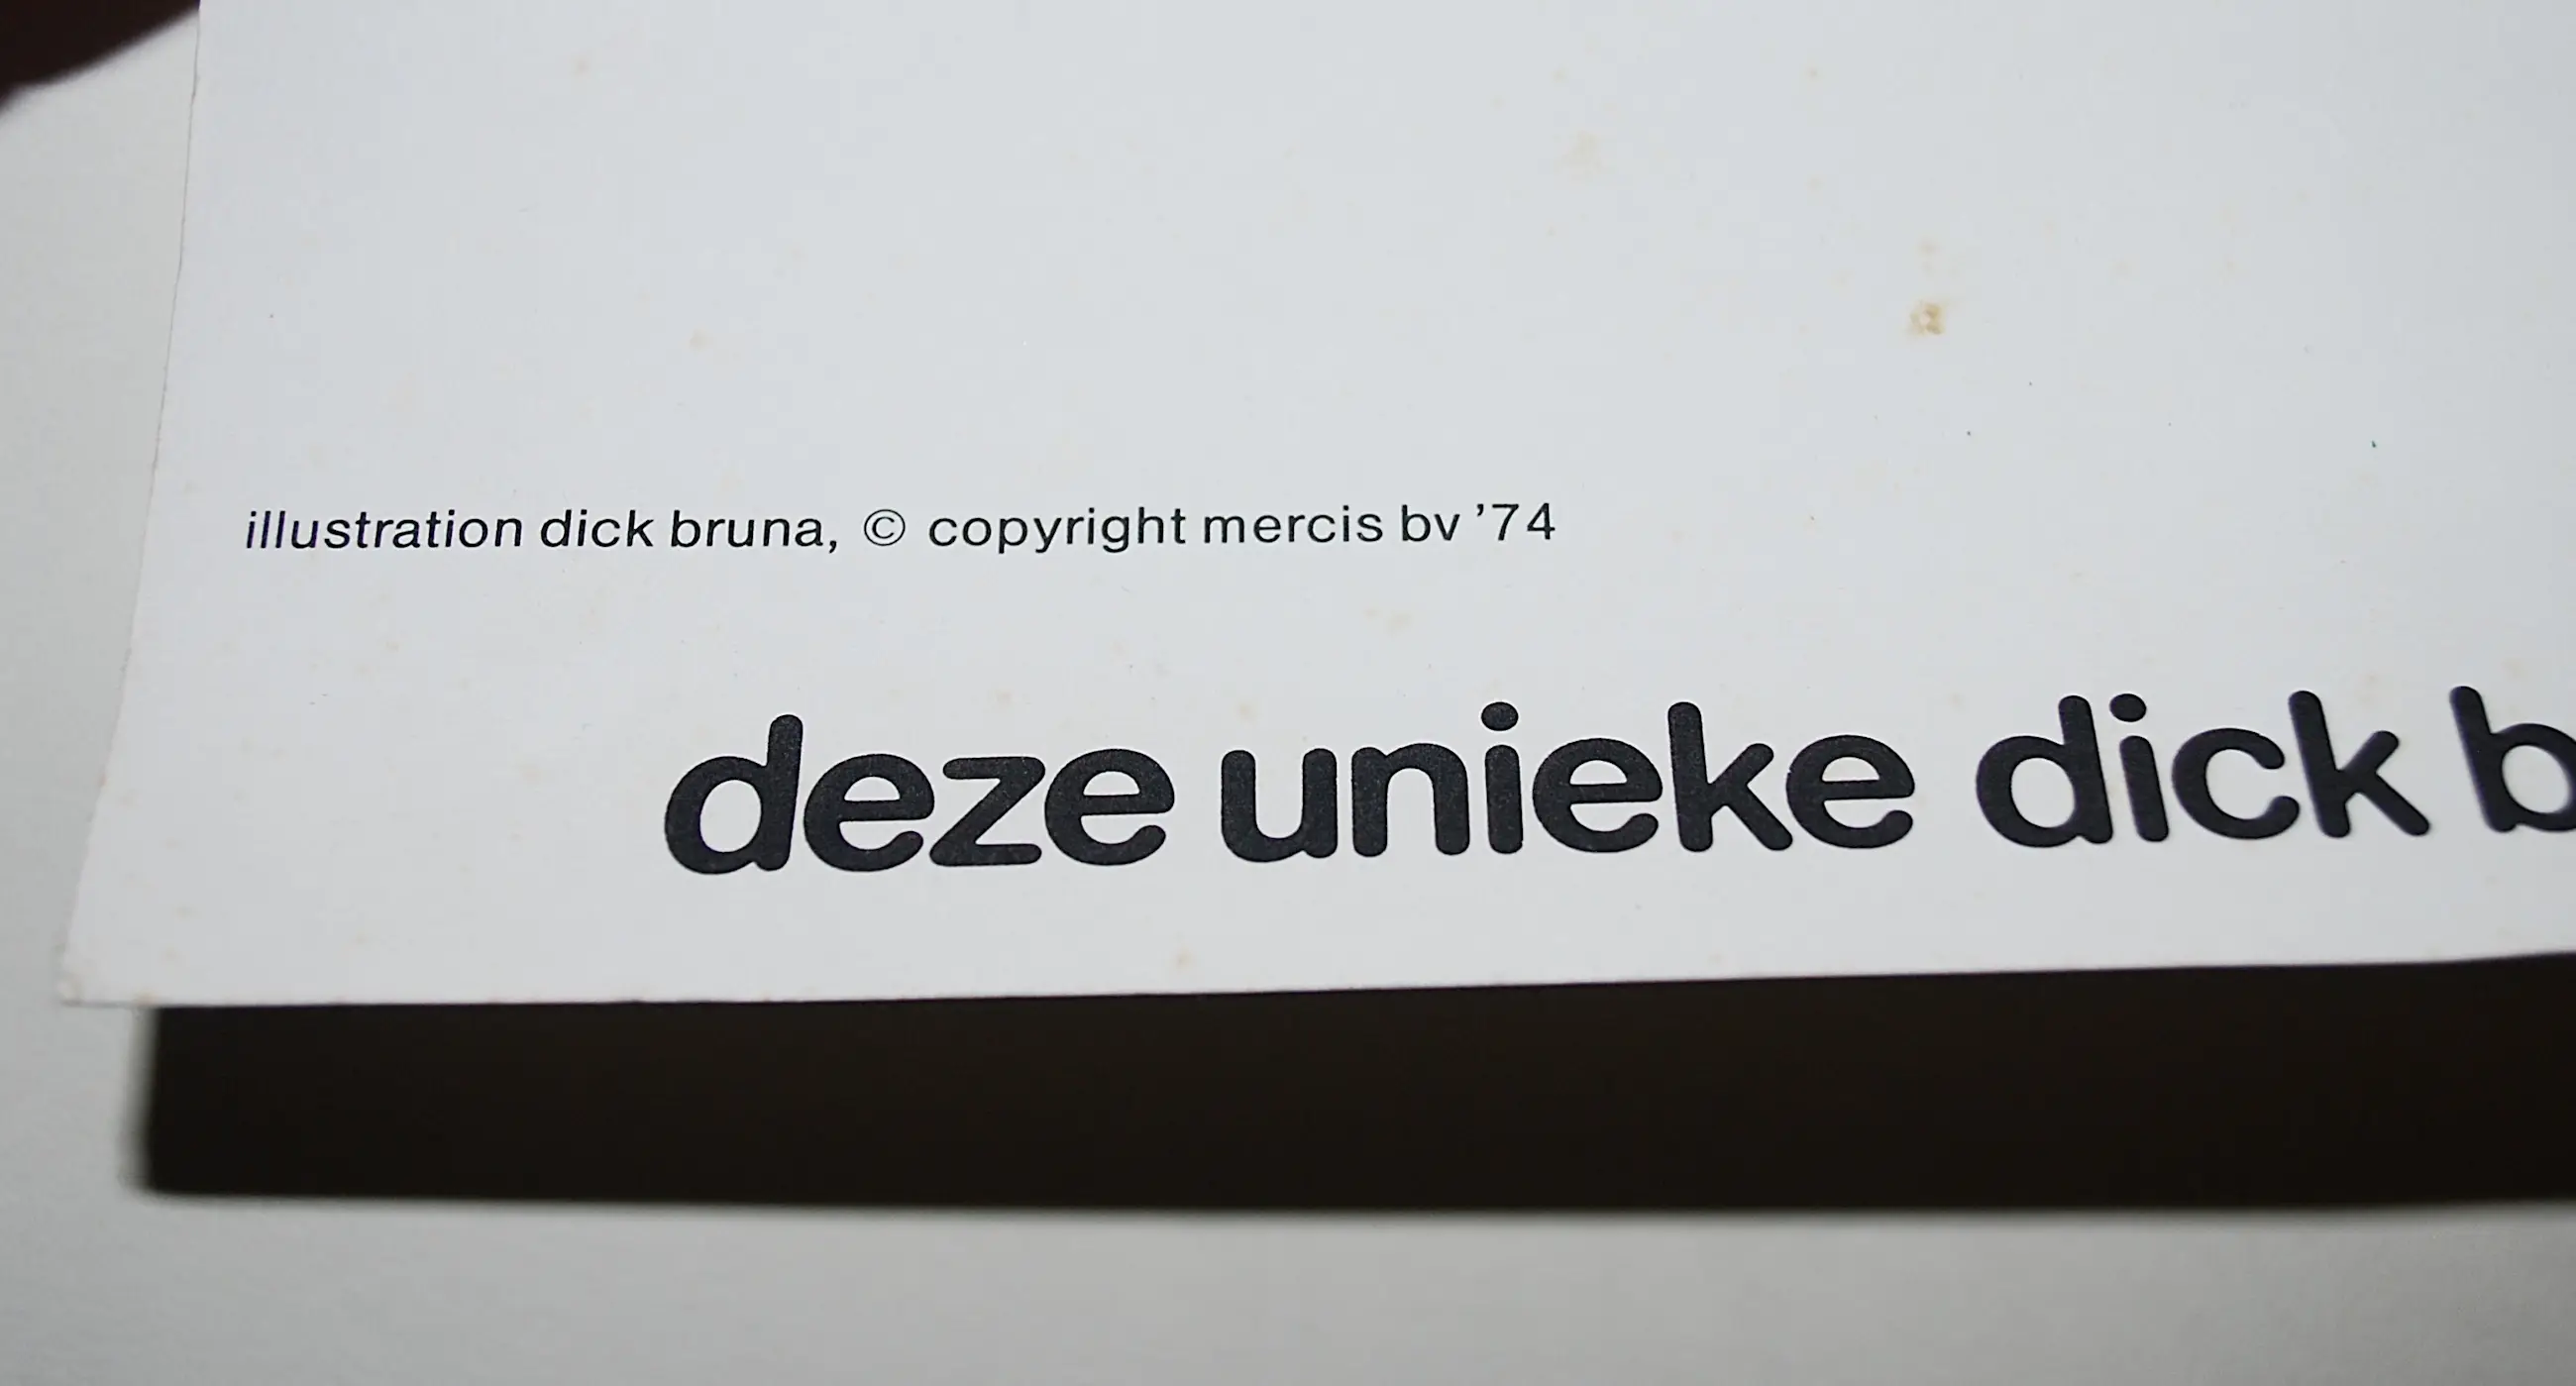 illustration dick bruna, © copyright mercis bv ’74
deze unieke dick b